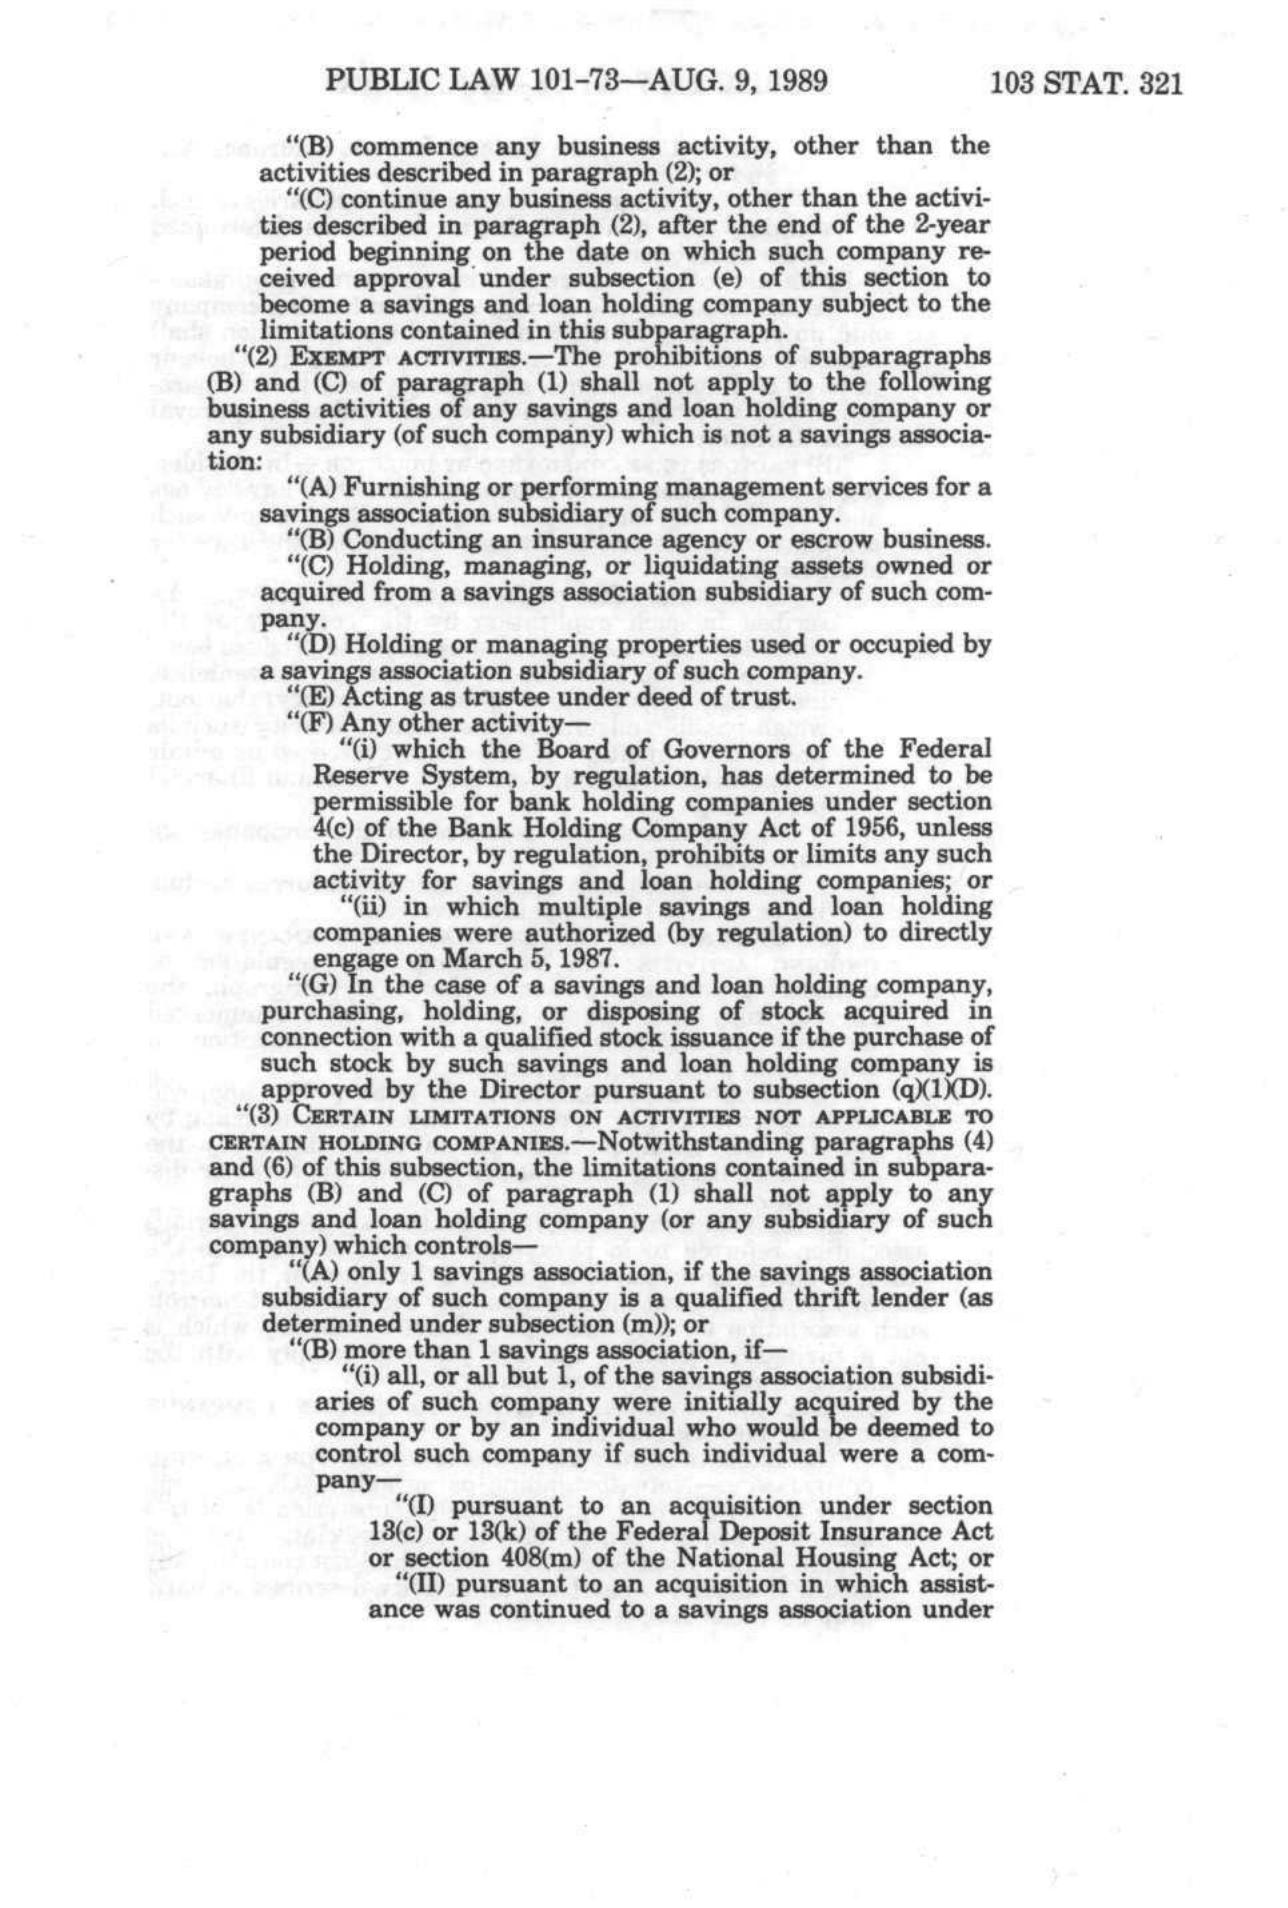 PUBLIC LAW 101–73—AUG. 9, 1989 103 STAT. 321
“(B) commence any business activity, other than the
activities described in paragraph (2); or
“(C) continue any business activity, other than the activi-
ties described in paragraph (2), after the end of the 2-year
period beginning on the date on which such company re-
ceived approval under subsection (e) of this section to
become a savings and loan holding company subject to the
limitations contained in this subparagraph.
“(2) EXEMPT ACTIVITIES.—The prohibitions of subparagraphs
(B) and (C) of paragraph (1) shall not apply to the following
business activities of any savings and loan holding company or
any subsidiary (of such company) which is not a savings associa-
tion:
“(A) Furnishing or performing management services for a
savings association subsidiary of such company.
“(B) Conducting an insurance agency or escrow business.
“(C) Holding, managing, or liquidating assets owned or
acquired from a savings association subsidiary of such com-
pany.
“(D) Holding or managing properties used or occupied by
a savings association subsidiary of such company.
“(E) Acting as trustee under deed of trust.
“(F) Any other activity—
“(i) which the Board of Governors of the Federal
Reserve System, by regulation, has determined to be
permissible for bank holding companies under section
4(c) of the Bank Holding Company Act of 1956, unless
the Director, by regulation, prohibits or limits any such
activity for savings and loan holding companies; or
“(ii) in which multiple savings and loan holding
companies were authorized (by regulation) to directly
engage on March 5, 1987.
“(G) In the case of a savings and loan holding company,
purchasing, holding, or disposing of stock acquired in
connection with a qualified stock issuance if the purchase of
such stock by such savings and loan holding company is
approved by the Director pursuant to subsection (q)(1)(D).
“(3) CERTAIN LIMITATIONS ON ACTIVITIES NOT APPLICABLE TO
CERTAIN HOLDING COMPANIES.—Notwithstanding paragraphs (4)
and (6) of this subsection, the limitations contained in subpara-
graphs (B) and (C) of paragraph (1) shall not apply to any
savings and loan holding company (or any subsidiary of such
company) which controls—
“(A) only 1 savings association, if the savings association
subsidiary of such company is a qualified thrift lender (as
determined under subsection (m)); or
“(B) more than 1 savings association, if—
“(i) all, or all but 1, of the savings association subsidi-
aries of such company were initially acquired by the
company or by an individual who would be deemed to
control such company if such individual were a com-
pany—
“(I) pursuant to an acquisition under section
13(c) or 13(k) of the Federal Deposit Insurance Act
or section 408(m) of the National Housing Act; or
“(II) pursuant to an acquisition in which assist-
ance was continued to a savings association under